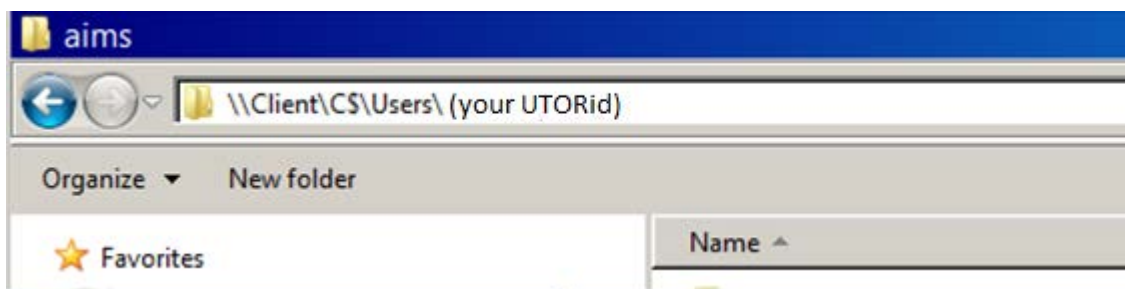 aims
\\Client\C$\Users\ (your UTORid)
Organize New folder
Favorites Name